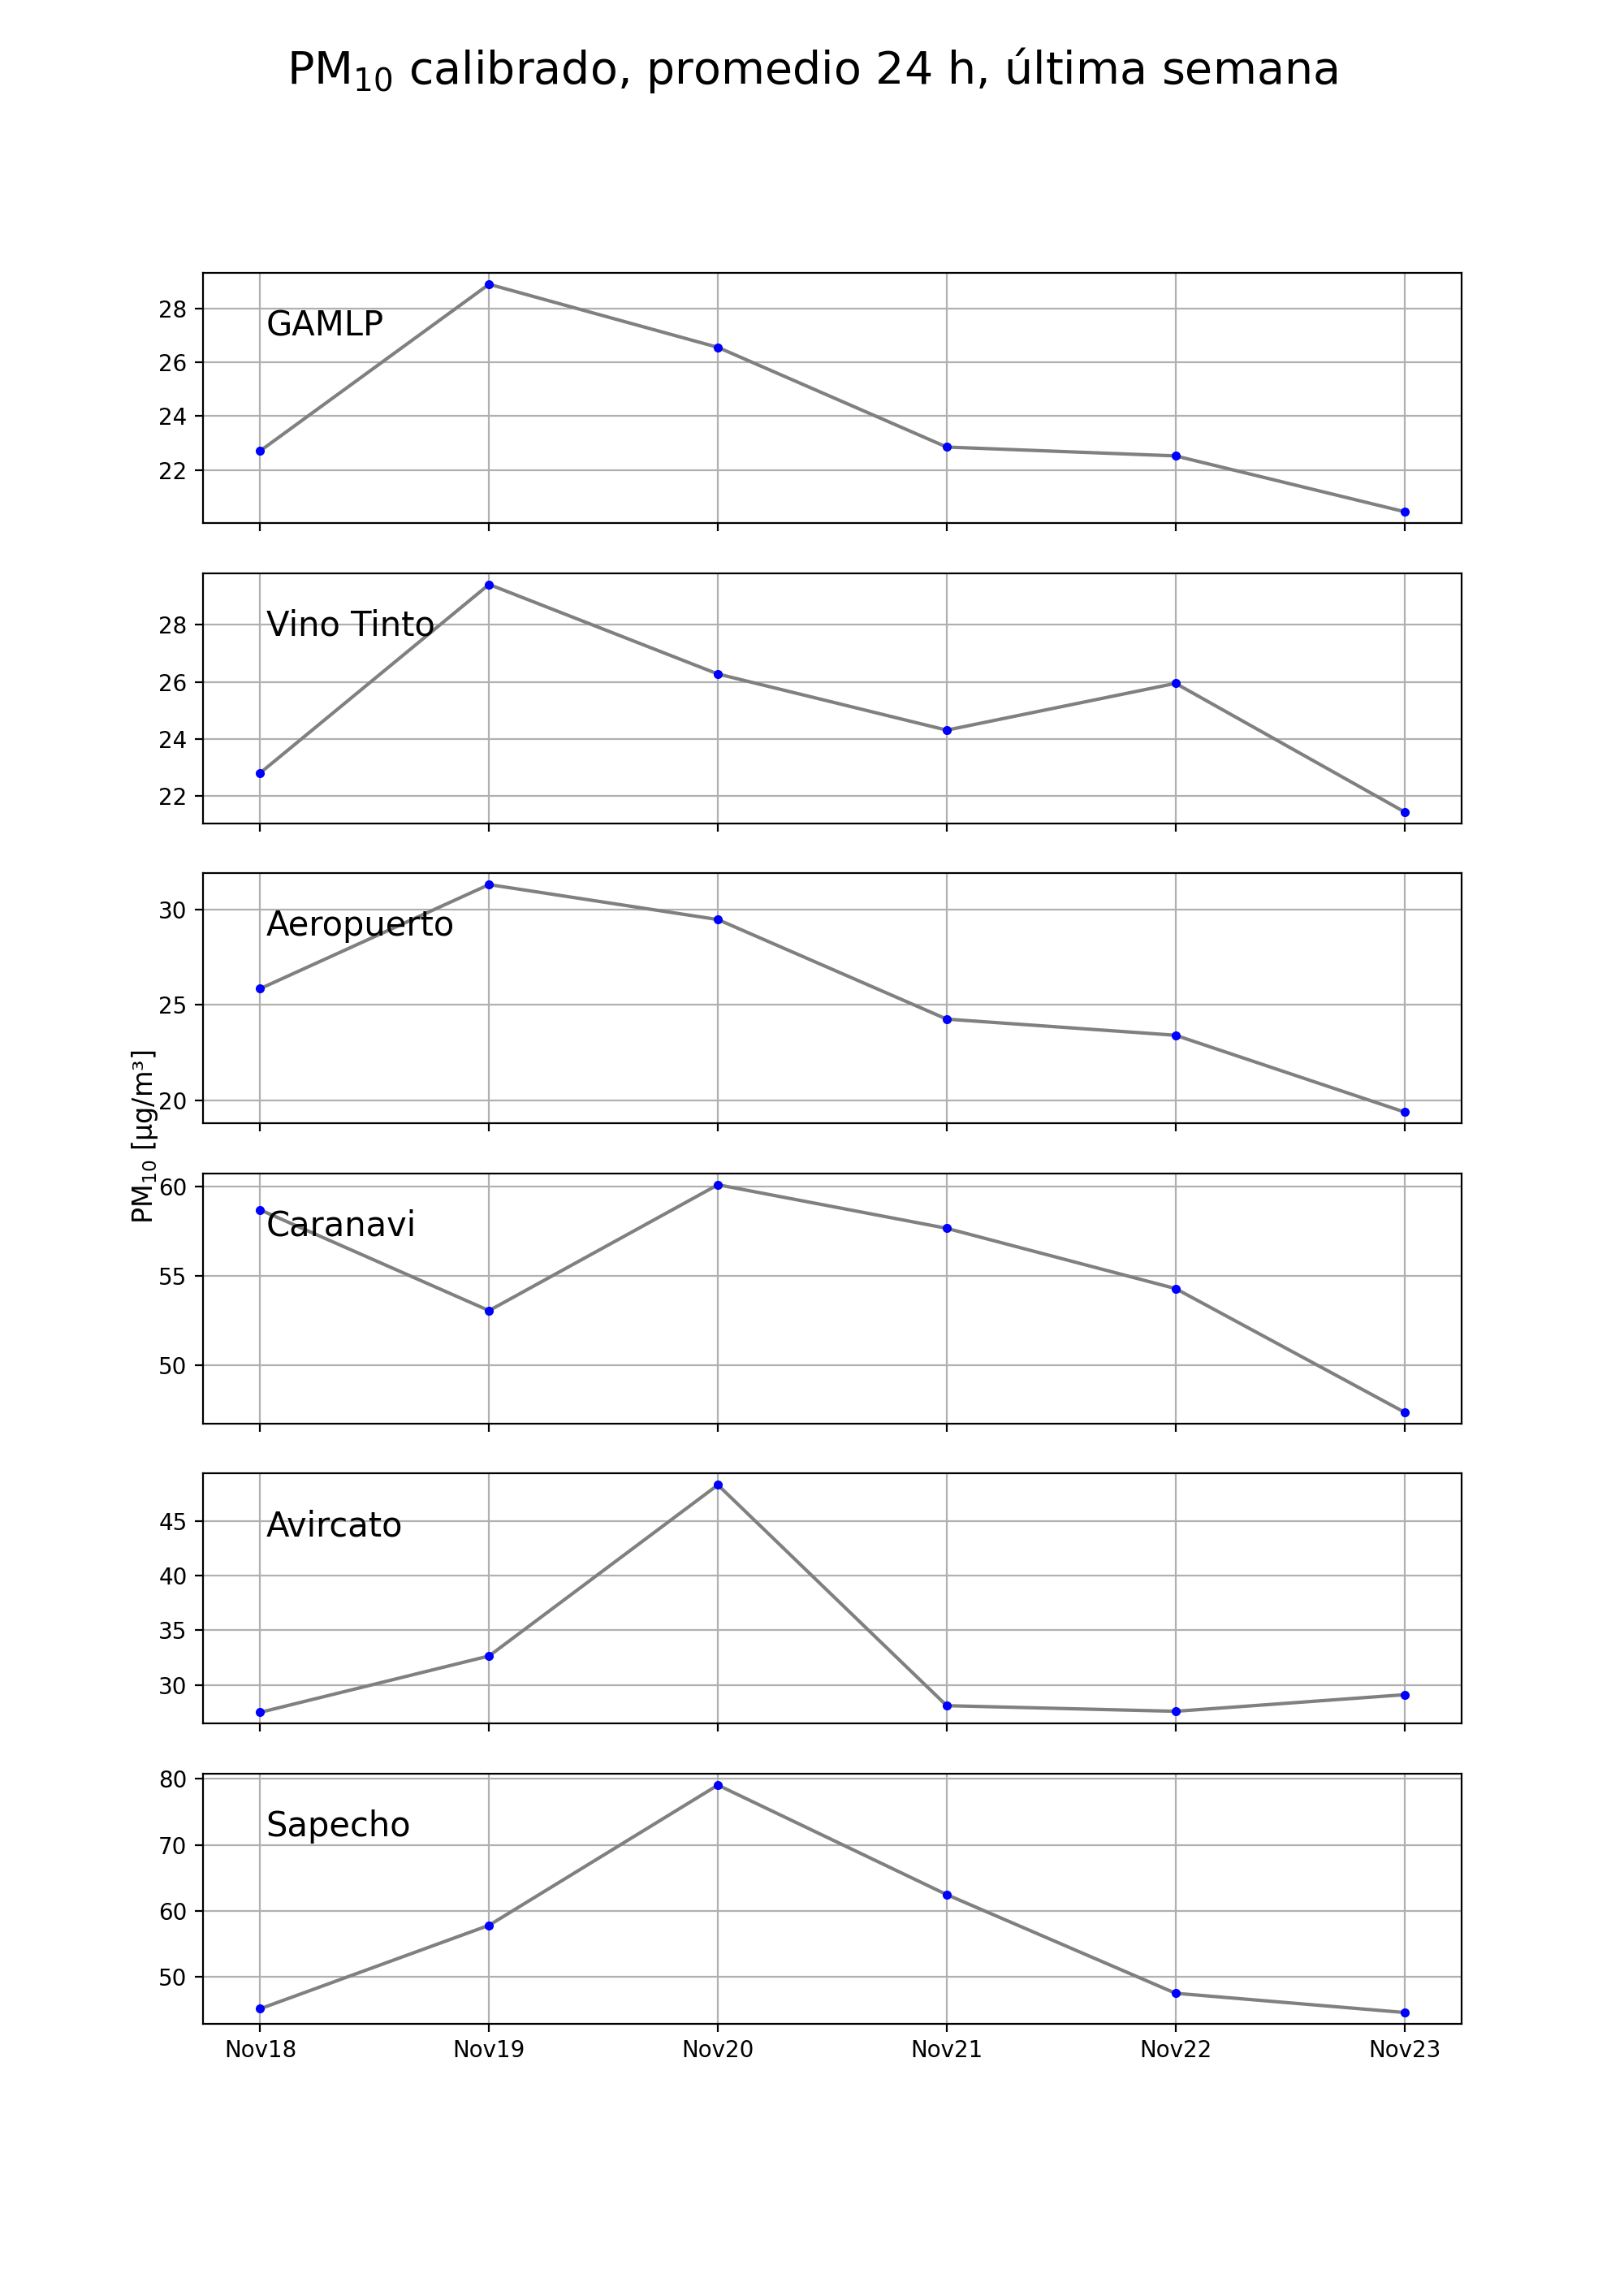 PM₁₀ calibrado, promedio 24 h, última semana
PM₁₀ [µg/m³]
GAMLP
28
26
24
22
Vino Tinto
28
26
24
22
Aeropuerto
30
25
20
Caranavi
60
55
50
Avircato
45
40
35
30
Sapecho
80
70
60
50
Nov18 Nov19 Nov20 Nov21 Nov22 Nov23